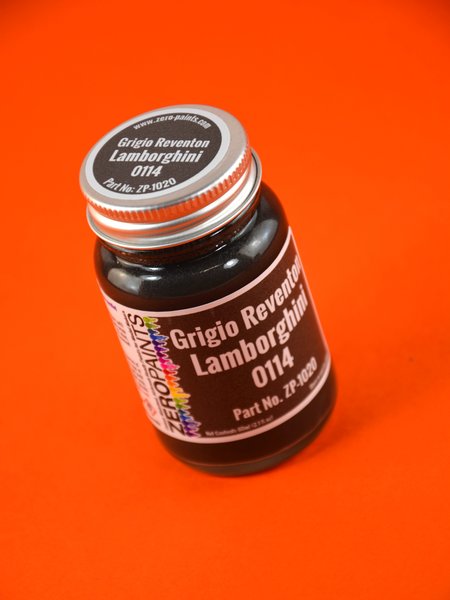 www.zero-paints.com
Grigio Reventon
Lamborghini
0114
Part No: ZP-1020
ZEROPAINTS
Grigio Reventon
Lamborghini
0114
Part No. ZP-1020